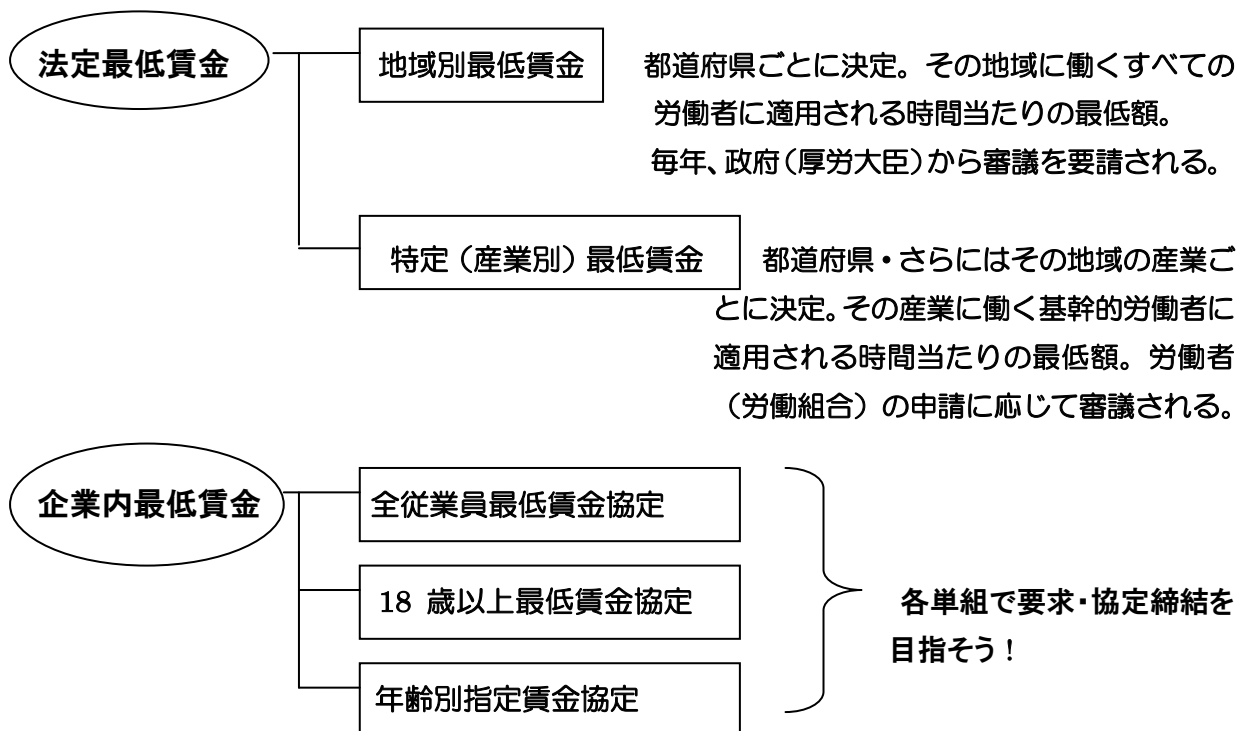 法定最低賃金
地域別最低賃金
都道府県ごとに決定。その地域に働くすべての
労働者に適用される時間当たりの最低額。
毎年、政府（厚労大臣）から審議を要請される。
特定（産業別）最低賃金
都道府県・さらにはその地域の産業ご
とに決定。その産業に働く基幹的労働者に
適用される時間当たりの最低額。労働者
（労働組合）の申請に応じて審議される。
企業内最低賃金
全従業員最低賃金協定
18 歳以上最低賃金協定
年齢別指定賃金協定
各単組で要求・協定締結を
目指そう！